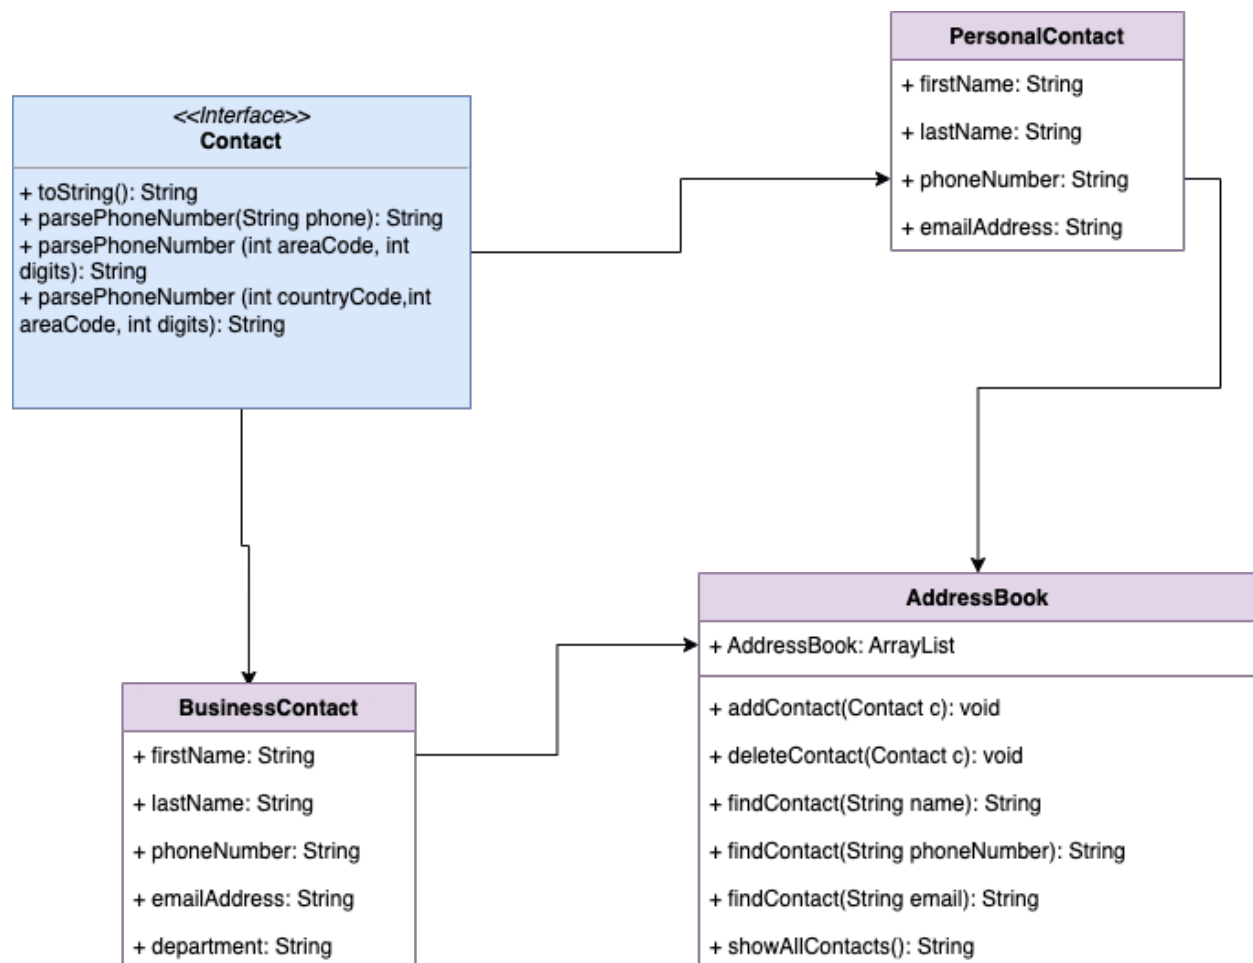 PersonalContact
+ firstName: String
+ lastName: String
+ phoneNumber: String
+ emailAddress: String
<<Interface>>
Contact
+ toString(): String
+ parsePhoneNumber(String phone): String
+ parsePhoneNumber (int areaCode, int
digits): String
+ parsePhoneNumber (int countryCode,int
areaCode, int digits): String
AddressBook
+ AddressBook: ArrayList
+ addContact(Contact c): void
+ deleteContact(Contact c): void
+ findContact(String name): String
+ findContact(String phoneNumber): String
+ findContact(String email): String
+ showAllContacts(): String
BusinessContact
+ firstName: String
+ lastName: String
+ phoneNumber: String
+ emailAddress: String
+ department: String